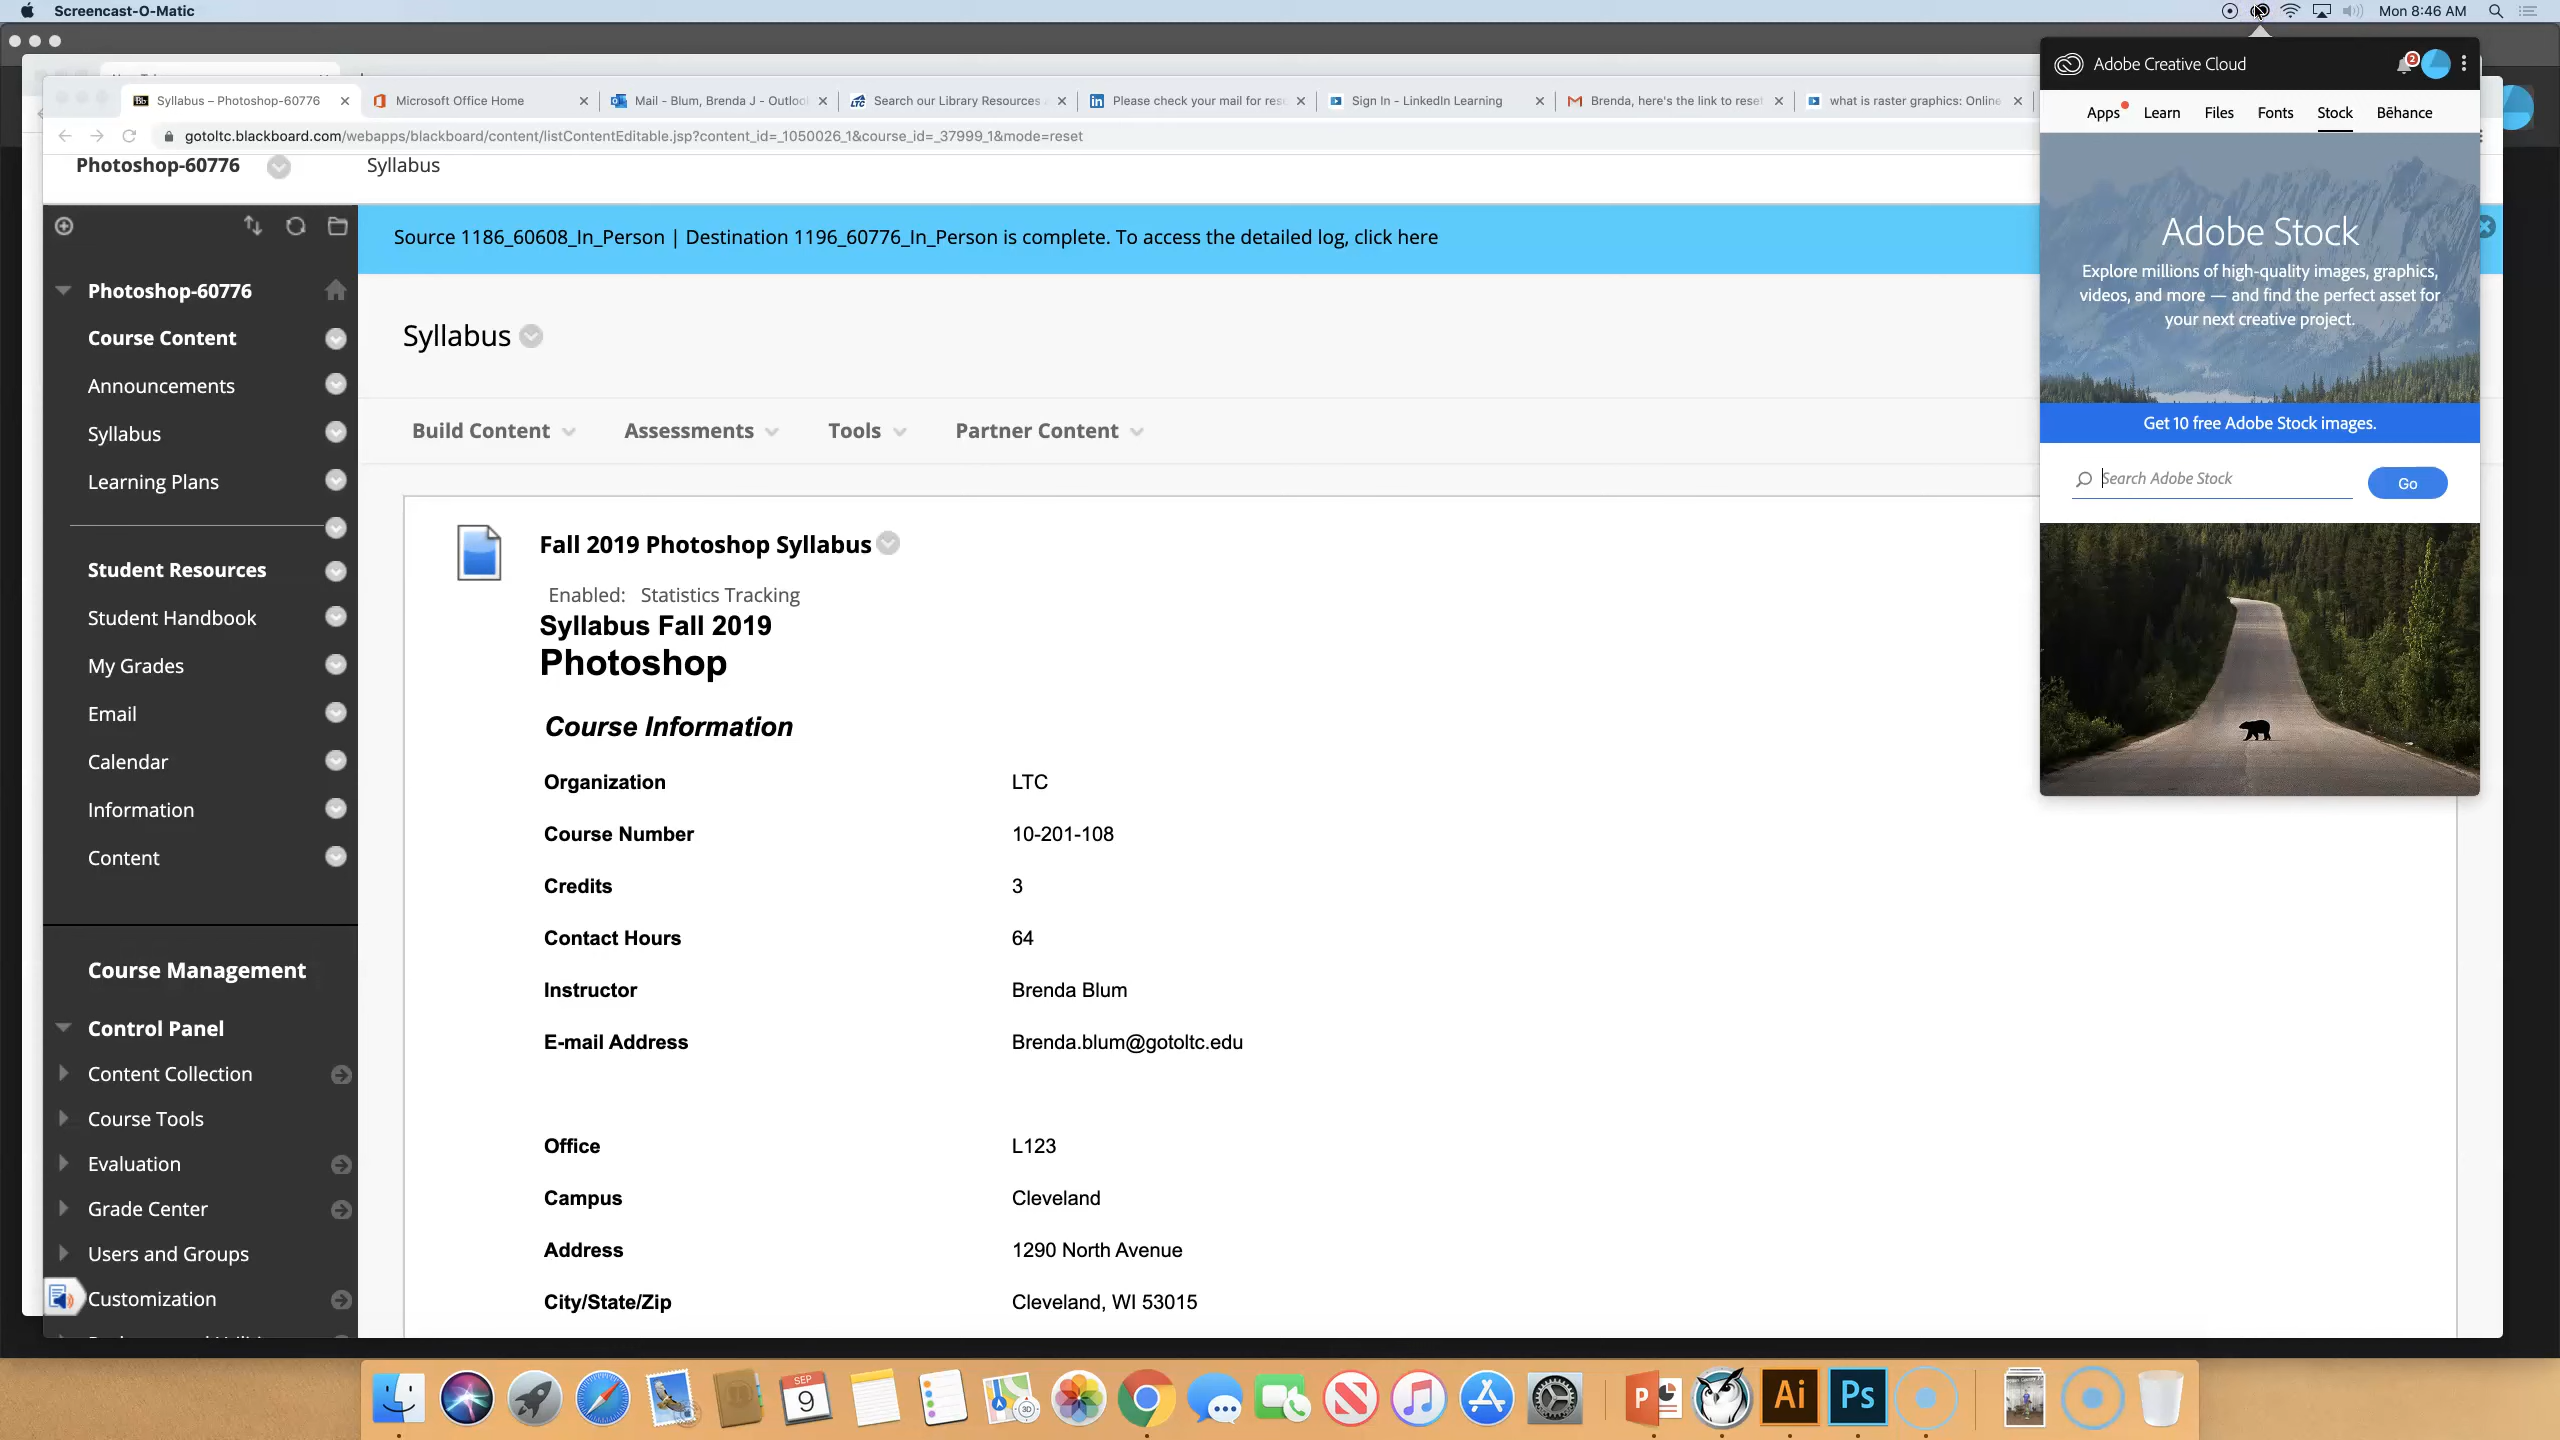 Screencast-O-Matic
Mon 8:46 AM
Syllabus – Photoshop-60776
Microsoft Office Home
Mail - Blum, Brenda J - Outloo
Search our Library Resources
Please check your mail for res
Sign In - LinkedIn Learning
Brenda, here's the link to reset
what is raster graphics: Online
gotoltc.blackboard.com/webapps/blackboard/content/listContentEditable.jsp?content_id=_1050026_1&course_id=_37999_1&mode=reset
Photoshop-60776
Syllabus
Source 1186_60608_In_Person | Destination 1196_60776_In_Person is complete. To access the detailed log, click here
Photoshop-60776
Course Content
Announcements
Syllabus
Learning Plans
Student Resources
Student Handbook
My Grades
Email
Calendar
Information
Content
Course Management
Control Panel
Content Collection
Course Tools
Evaluation
Grade Center
Users and Groups
Customization
Syllabus
Build Content
Assessments
Tools
Partner Content
Fall 2019 Photoshop Syllabus
Enabled: Statistics Tracking
Syllabus Fall 2019
Photoshop
Course Information
Organization LTC
Course Number 10-201-108
Credits 3
Contact Hours 64
Instructor Brenda Blum
E-mail Address Brenda.blum@gotoltc.edu
Office L123
Campus Cleveland
Address 1290 North Avenue
City/State/Zip Cleveland, WI 53015
Adobe Creative Cloud
2
Apps Learn Files Fonts Stock Bēhance
Adobe Stock
Explore millions of high-quality images, graphics,
videos, and more — and find the perfect asset for
your next creative project.
Get 10 free Adobe Stock images.
Search Adobe Stock
Go
SEP
9
3D
P
Ai
Ps